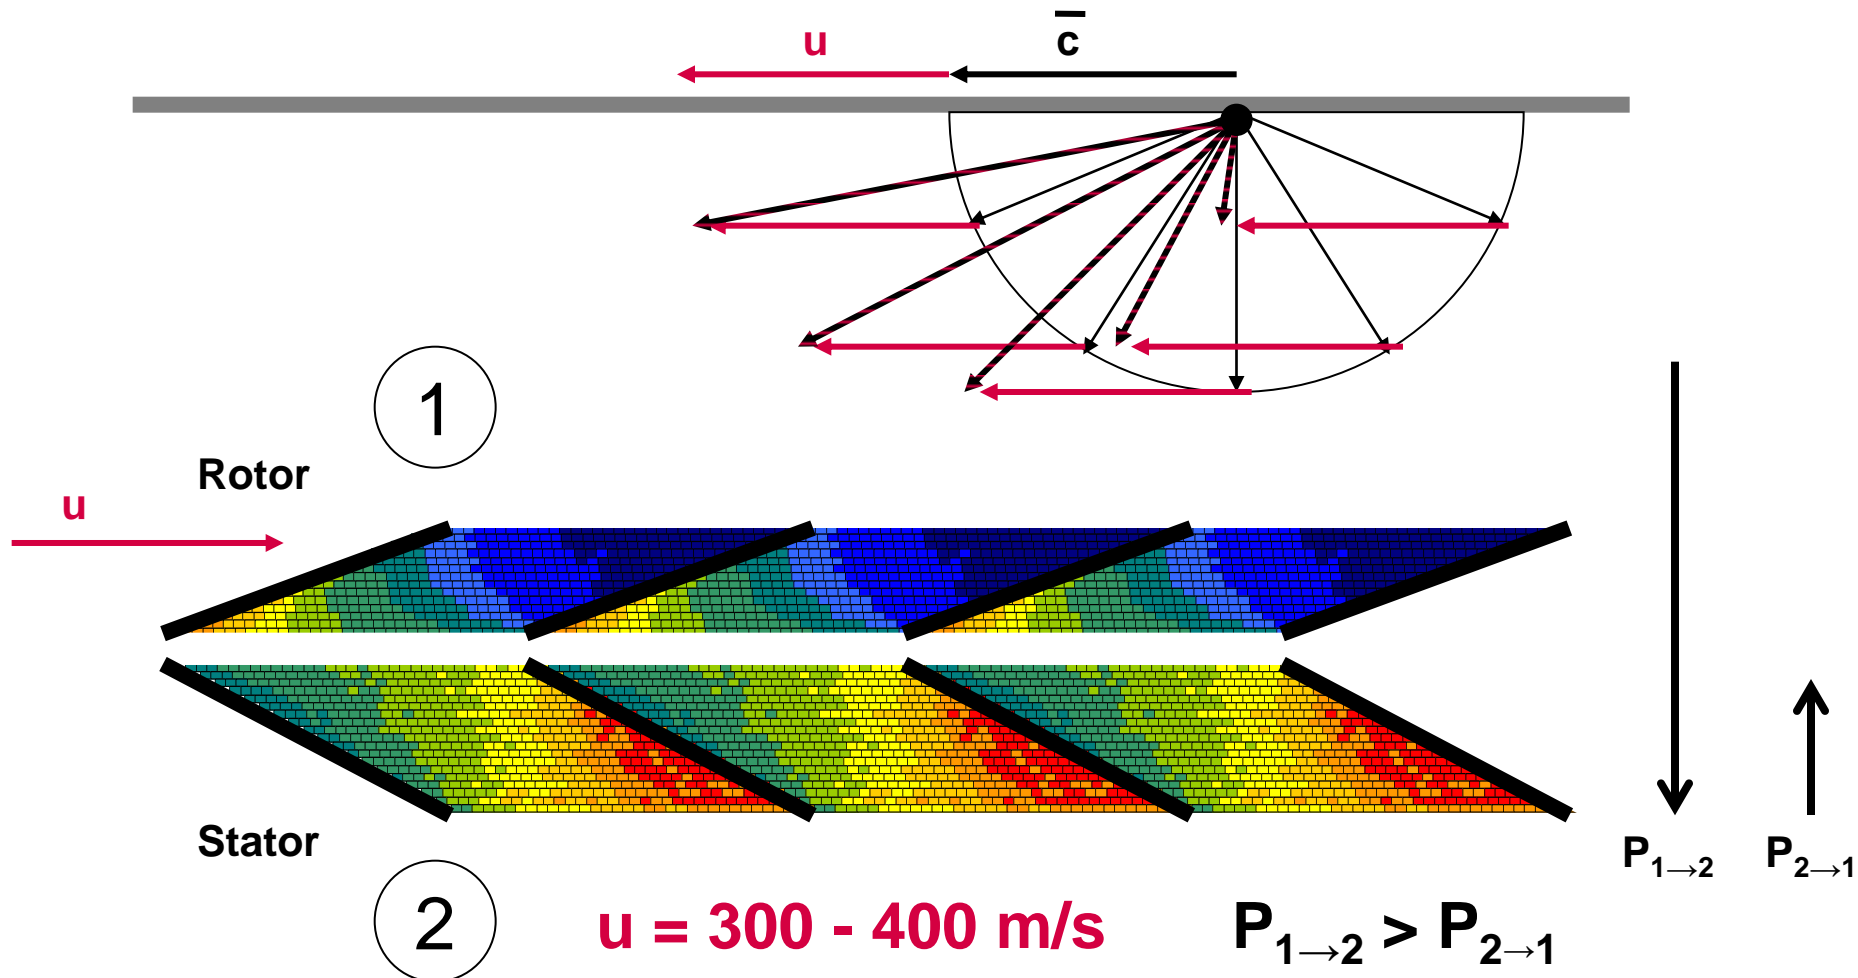 u
c̅
1
Rotor
u
Stator
P₁→₂
P₂→₁
2
u = 300 - 400 m/s
P₁→₂ > P₂→₁